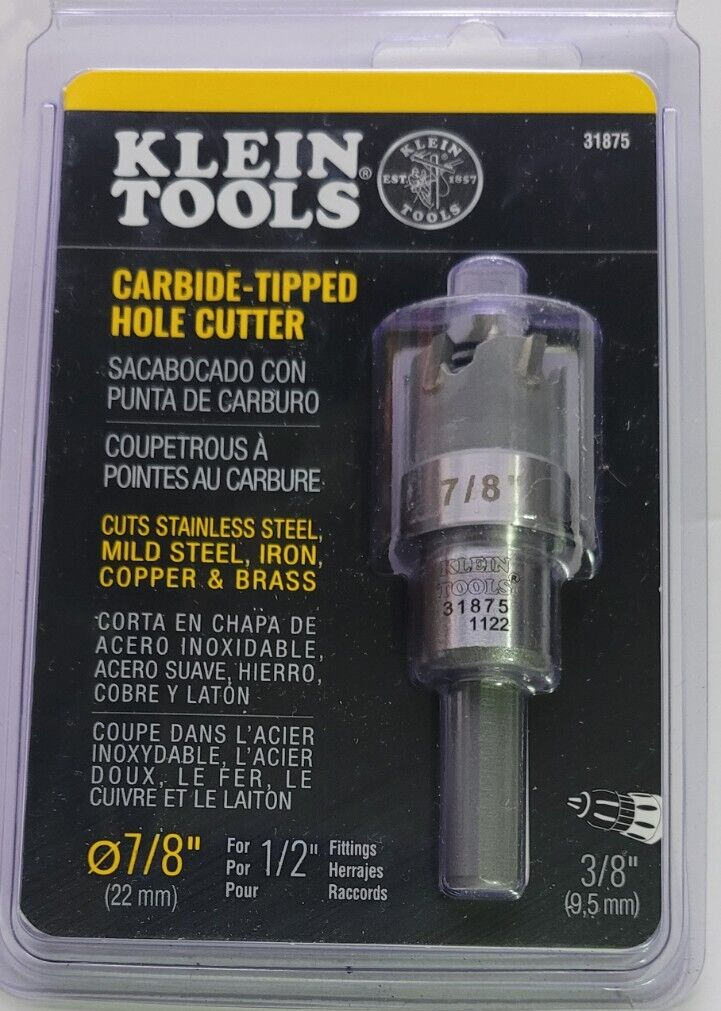 KLEIN
TOOLS®
KLEIN
EST. 1857
TOOLS
31875
CARBIDE-TIPPED
HOLE CUTTER
SACABOCADO CON
PUNTA DE CARBURO
COUPETROUS À
POINTES AU CARBURE
CUTS STAINLESS STEEL,
MILD STEEL, IRON,
COPPER & BRASS
CORTA EN CHAPA DE
ACERO INOXIDABLE,
ACERO SUAVE, HIERRO,
COBRE Y LATÓN
COUPE DANS L'ACIER
INOXYDABLE, L'ACIER
DOUX, LE FER, LE
CUIVRE ET LE LAITON
Ø7/8"
(22 mm)
For
Por
Pour
1/2"
Fittings
Herrajes
Raccords
7/8"
KLEIN
TOOLS®
31875
1122
3/8"
(9,5 mm)